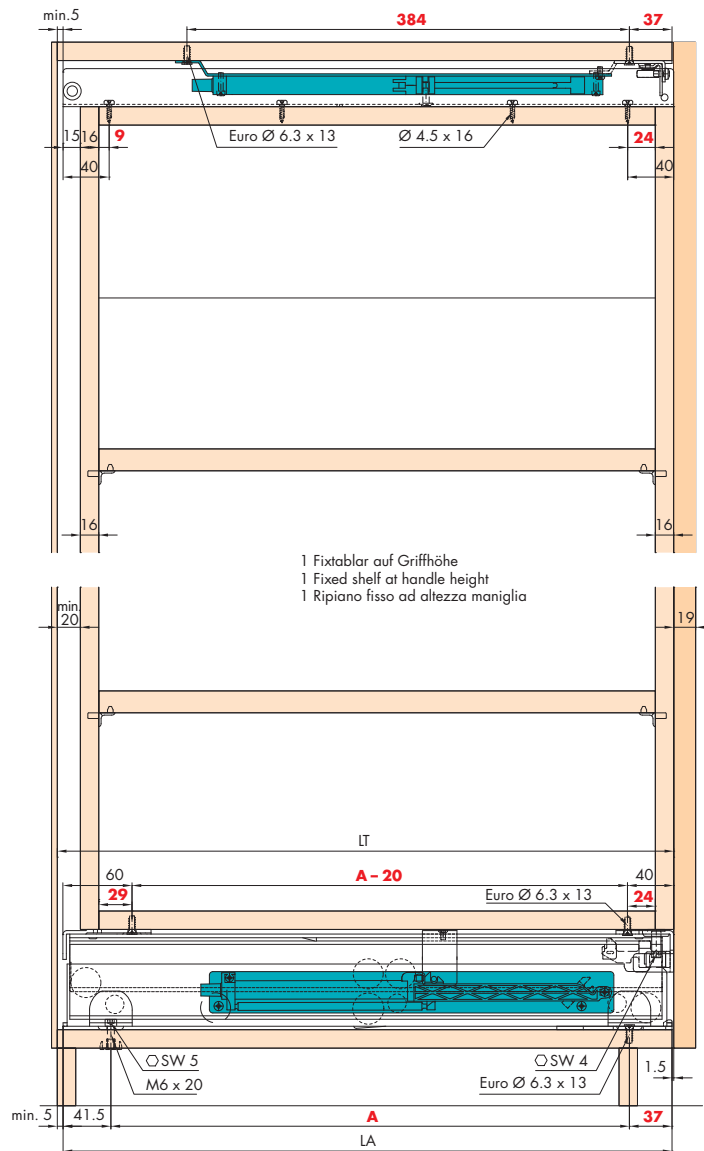 min.5
384
37
Euro Ø 6.3 x 13
Ø 4.5 x 16
15
16
9
24
40
40
16
16
1 Fixtablar auf Griffhöhe
1 Fixed shelf at handle height
1 Ripiano fisso ad altezza maniglia
min.
20
19
LT
60
A – 20
40
29
Euro Ø 6.3 x 13
24
SW 5
SW 4
M6 x 20
Euro Ø 6.3 x 13
1.5
min. 5
41.5
A
37
LA